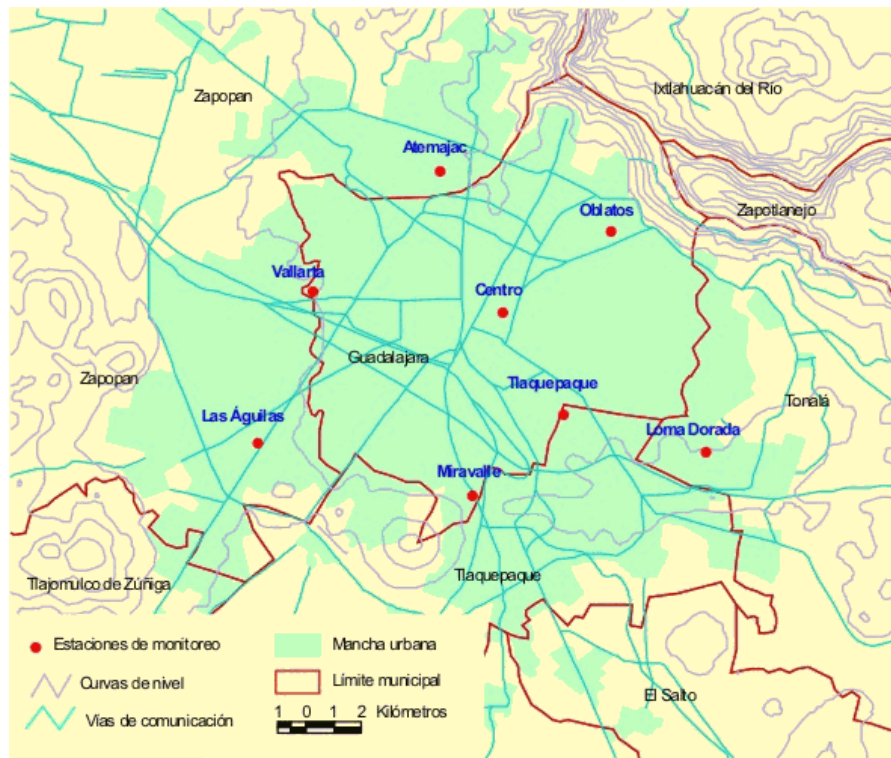 Ixtlahuacán del Río
Zapopan
Atemajac
Oblatos
Zapotlanejo
Vallarta
Centro
Guadalajara
Zapopan
Tlaquepaque
Tonalá
Las Águilas
Loma Dorada
Miravalle
Tlajomulco de Zúñiga
Tlaquepaque
El Salto
Estaciones de monitoreo
Mancha urbana
Curvas de nivel
Límite municipal
Vías de comunicación
1 0 1 2 Kilómetros